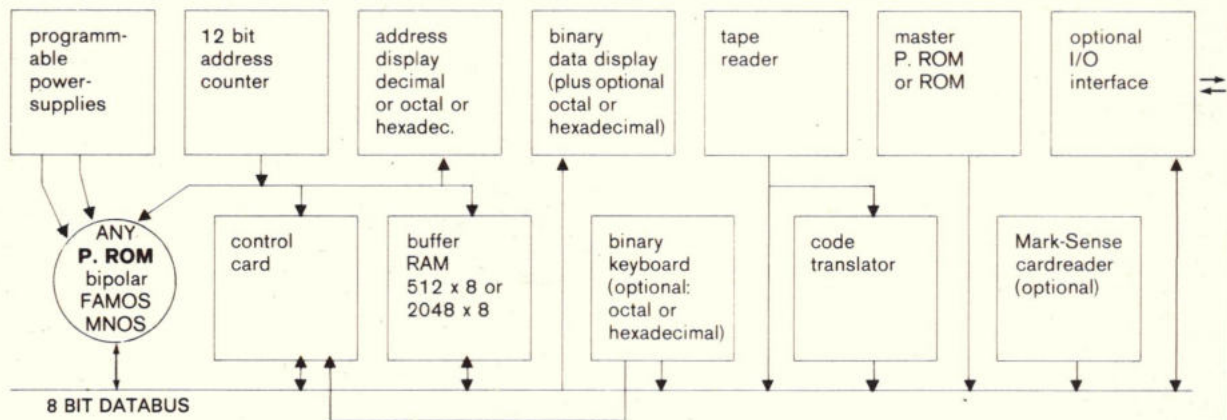 programm-
able
power-
supplies
12 bit
address
counter
address
display
decimal
or octal or
hexadec.
binary
data display
(plus optional
octal or
hexadecimal)
tape
reader
master
P. ROM
or ROM
optional
I/O
interface
ANY
P. ROM
bipolar
FAMOS
MNOS
control
card
buffer
RAM
512 x 8 or
2048 x 8
binary
keyboard
(optional:
octal or
hexadecimal)
code
translator
Mark-Sense
cardreader
(optional)
8 BIT DATABUS